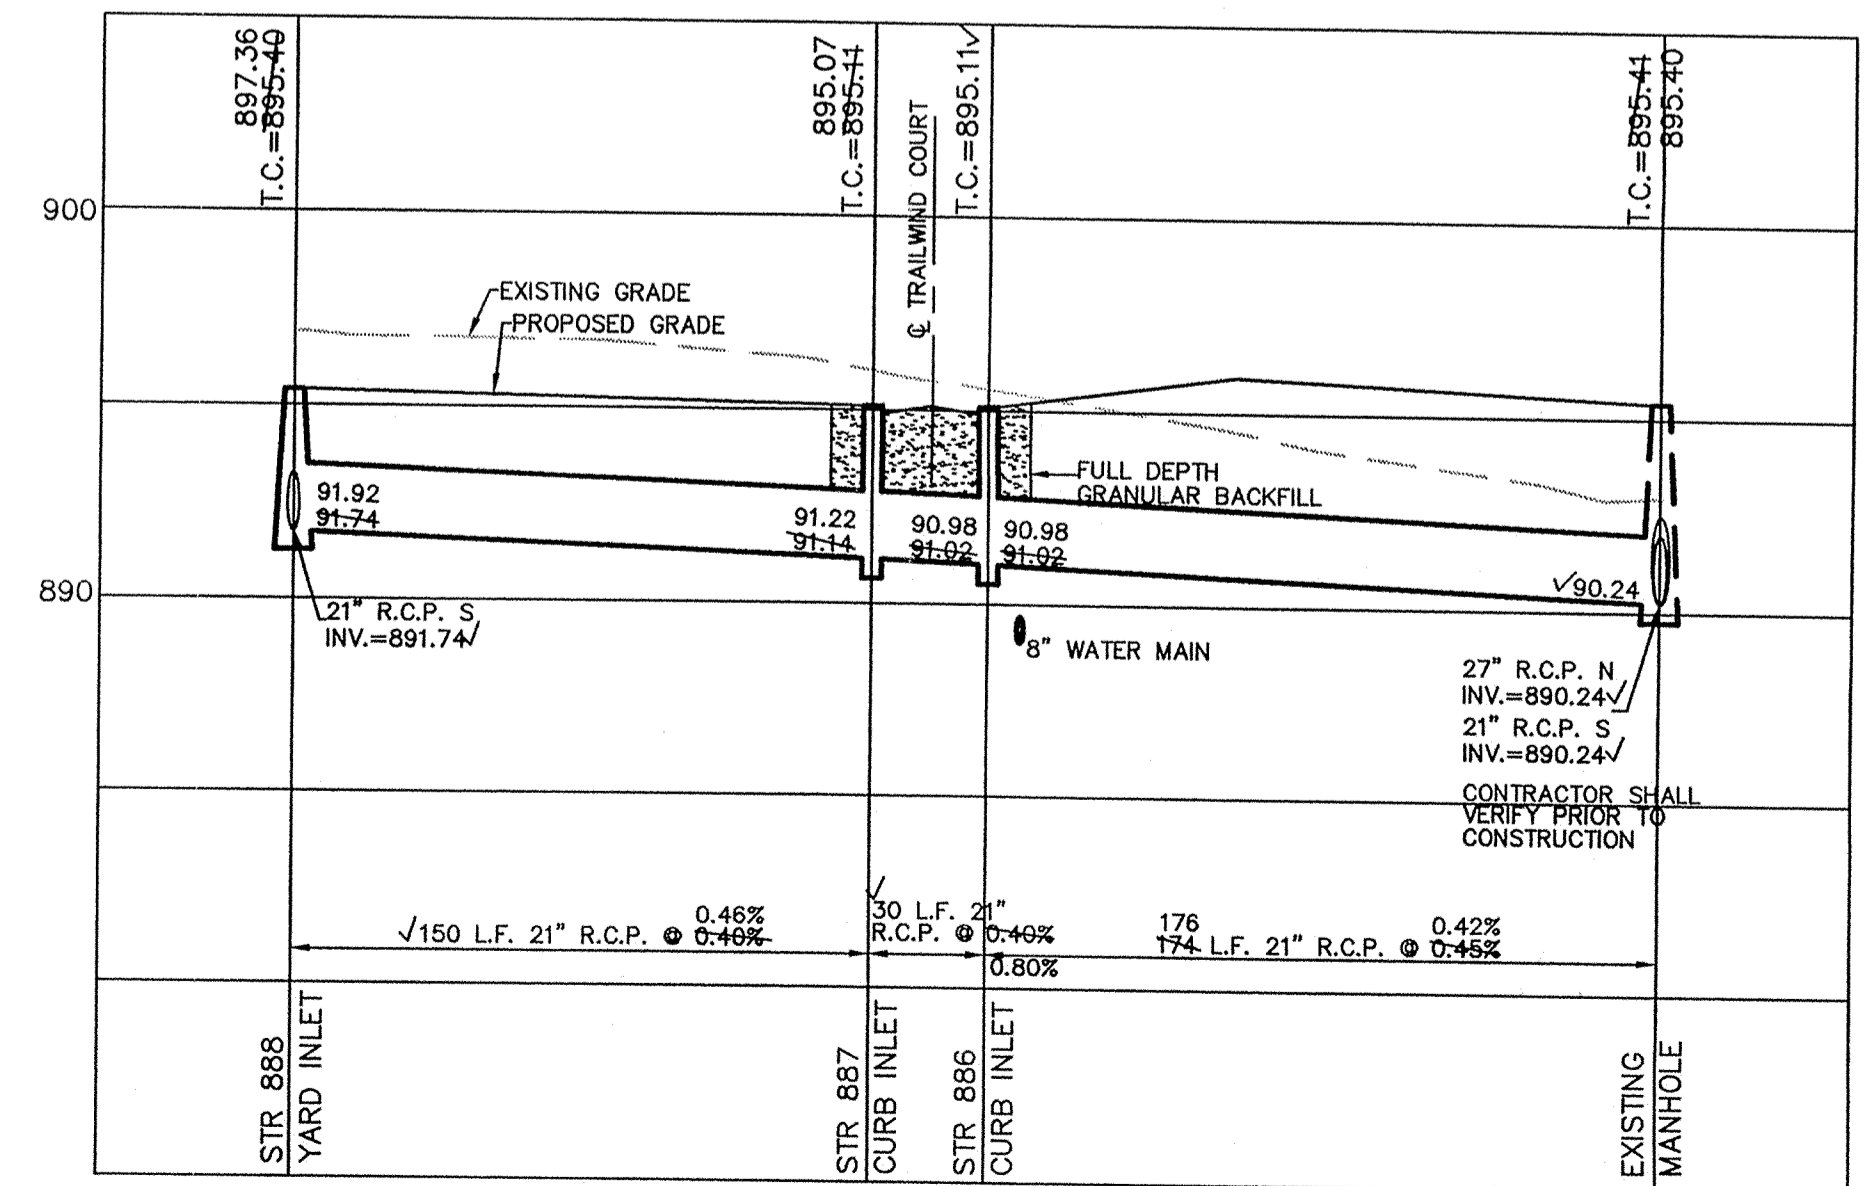 897.36
T.C.=895.40
895.07
T.C.=895.11
℄ TRAILWIND COURT
T.C.=895.11✓
T.C.=895.41
895.40
900
EXISTING GRADE
PROPOSED GRADE
FULL DEPTH
GRANULAR BACKFILL
91.92
91.74
91.22
91.14
90.98
91.02
90.98
91.02
✓90.24
890
21" R.C.P. S
INV.=891.74✓
8" WATER MAIN
27" R.C.P. N
INV.=890.24✓
21" R.C.P. S
INV.=890.24✓
CONTRACTOR SHALL
VERIFY PRIOR TO
CONSTRUCTION
0.46%
✓150 L.F. 21" R.C.P. @ 0.40%
✓
30 L.F. 21"
R.C.P. @ 0.40%
0.80%
176 0.42%
174 L.F. 21" R.C.P. @ 0.45%
STR 888
YARD INLET
STR 887
CURB INLET
STR 886
CURB INLET
EXISTING
MANHOLE